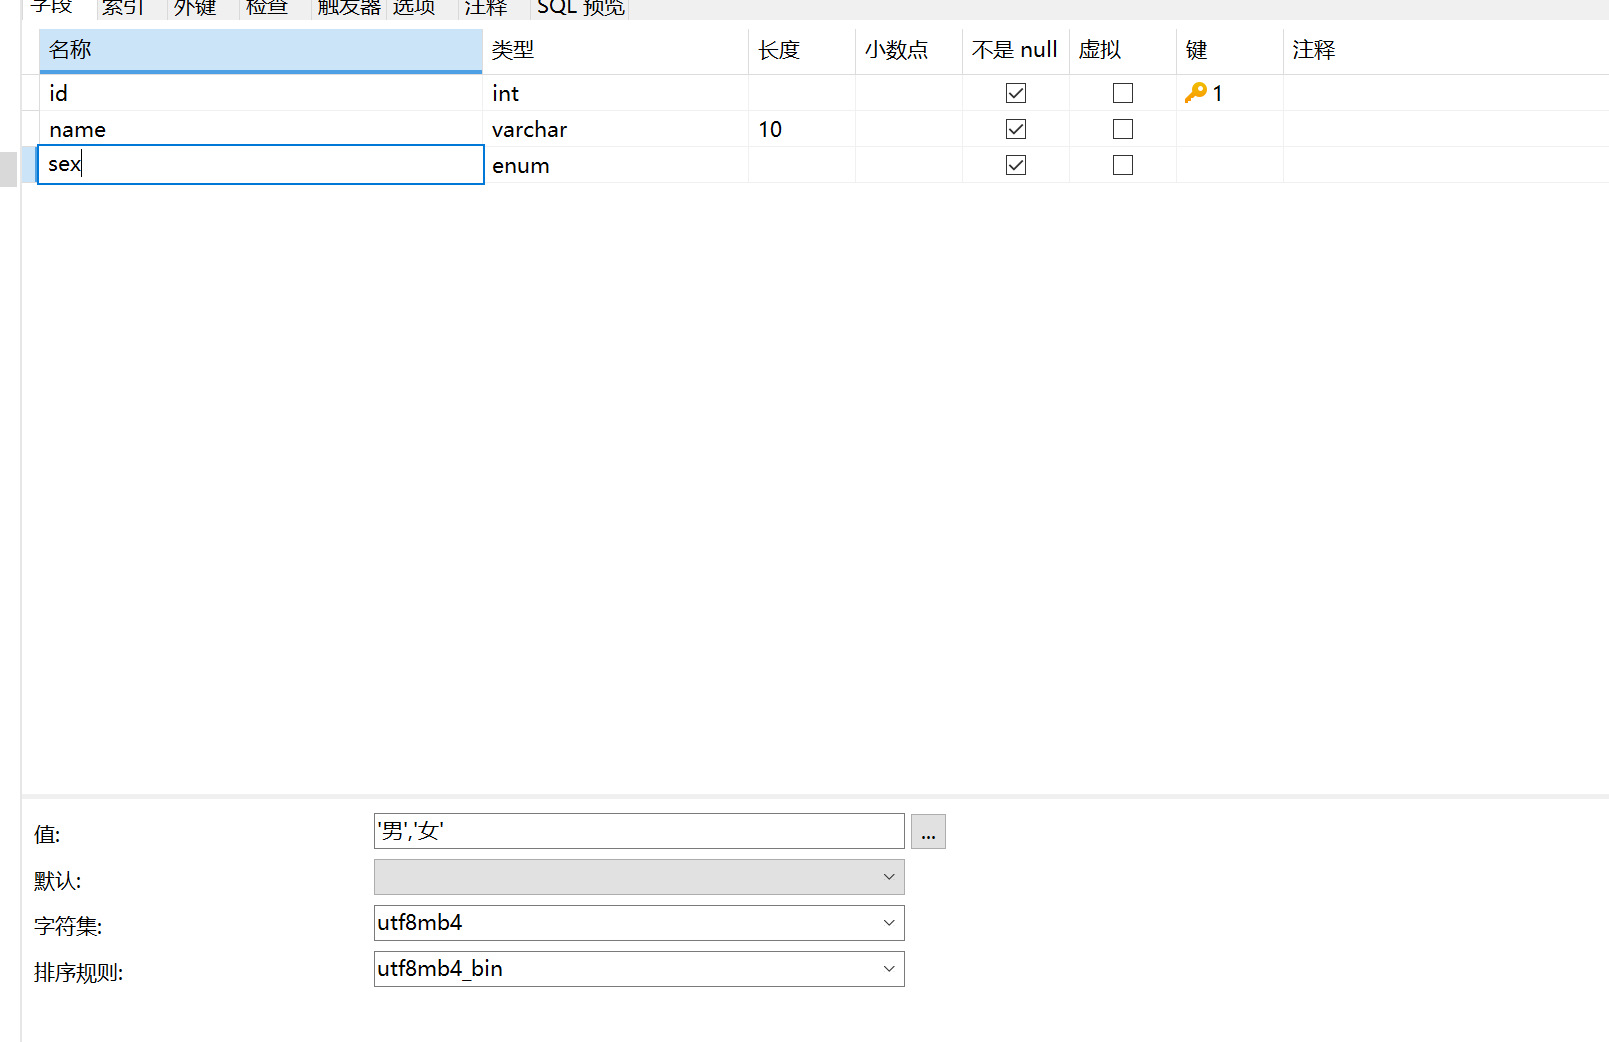 字段 索引 外键 检查 触发器 选项 注释 SQL 预览
名称 类型 长度 小数点 不是 null 虚拟 键 注释
id int 1
name varchar 10
sex enum
值: '男','女' ...
默认:
字符集: utf8mb4
排序规则: utf8mb4_bin